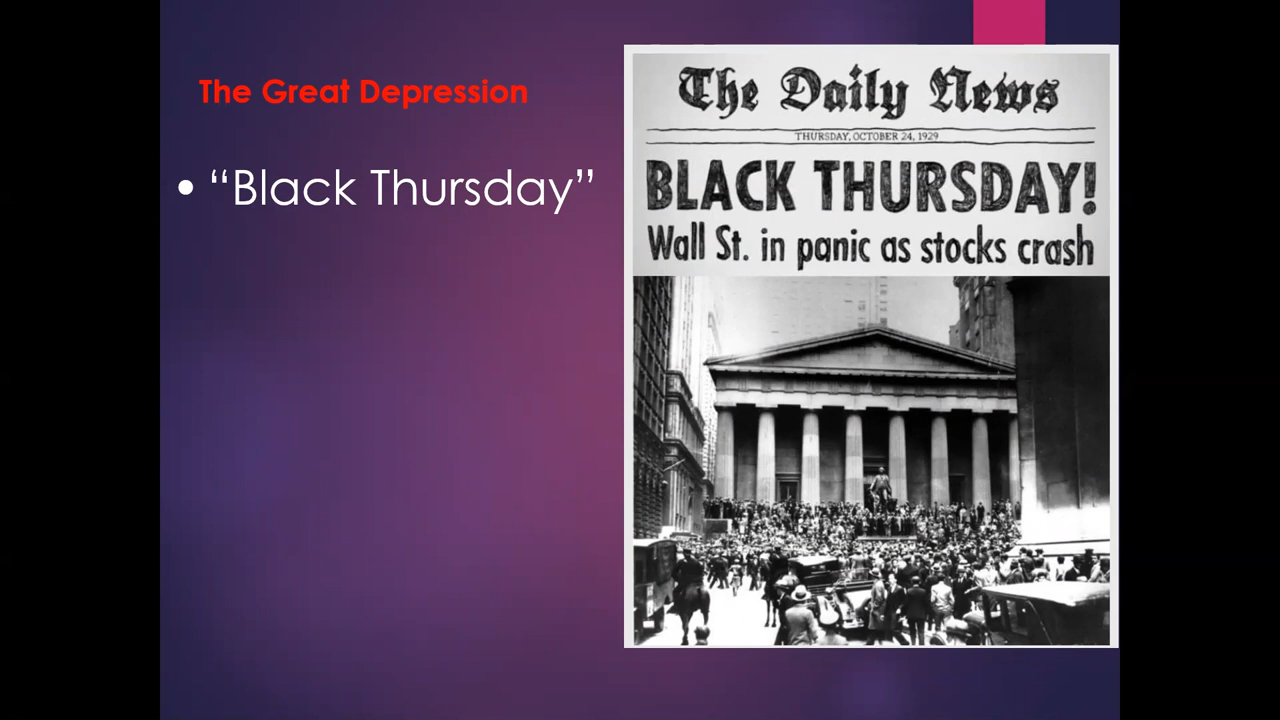 The Great Depression
• “Black Thursday”
The Daily News
THURSDAY, OCTOBER 24, 1929
BLACK THURSDAY!
Wall St. in panic as stocks crash